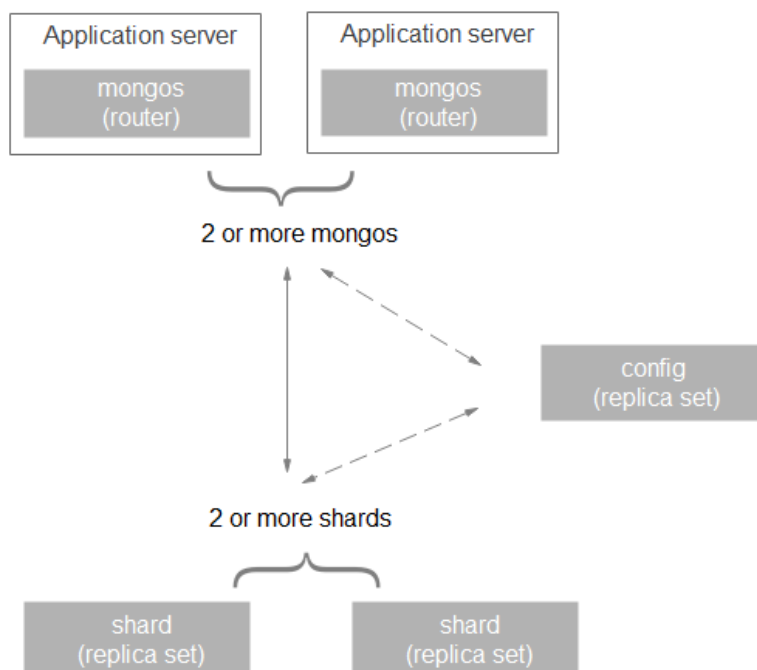 Application server
mongos
(router)
Application server
mongos
(router)
2 or more mongos
config
(replica set)
2 or more shards
shard
(replica set)
shard
(replica set)